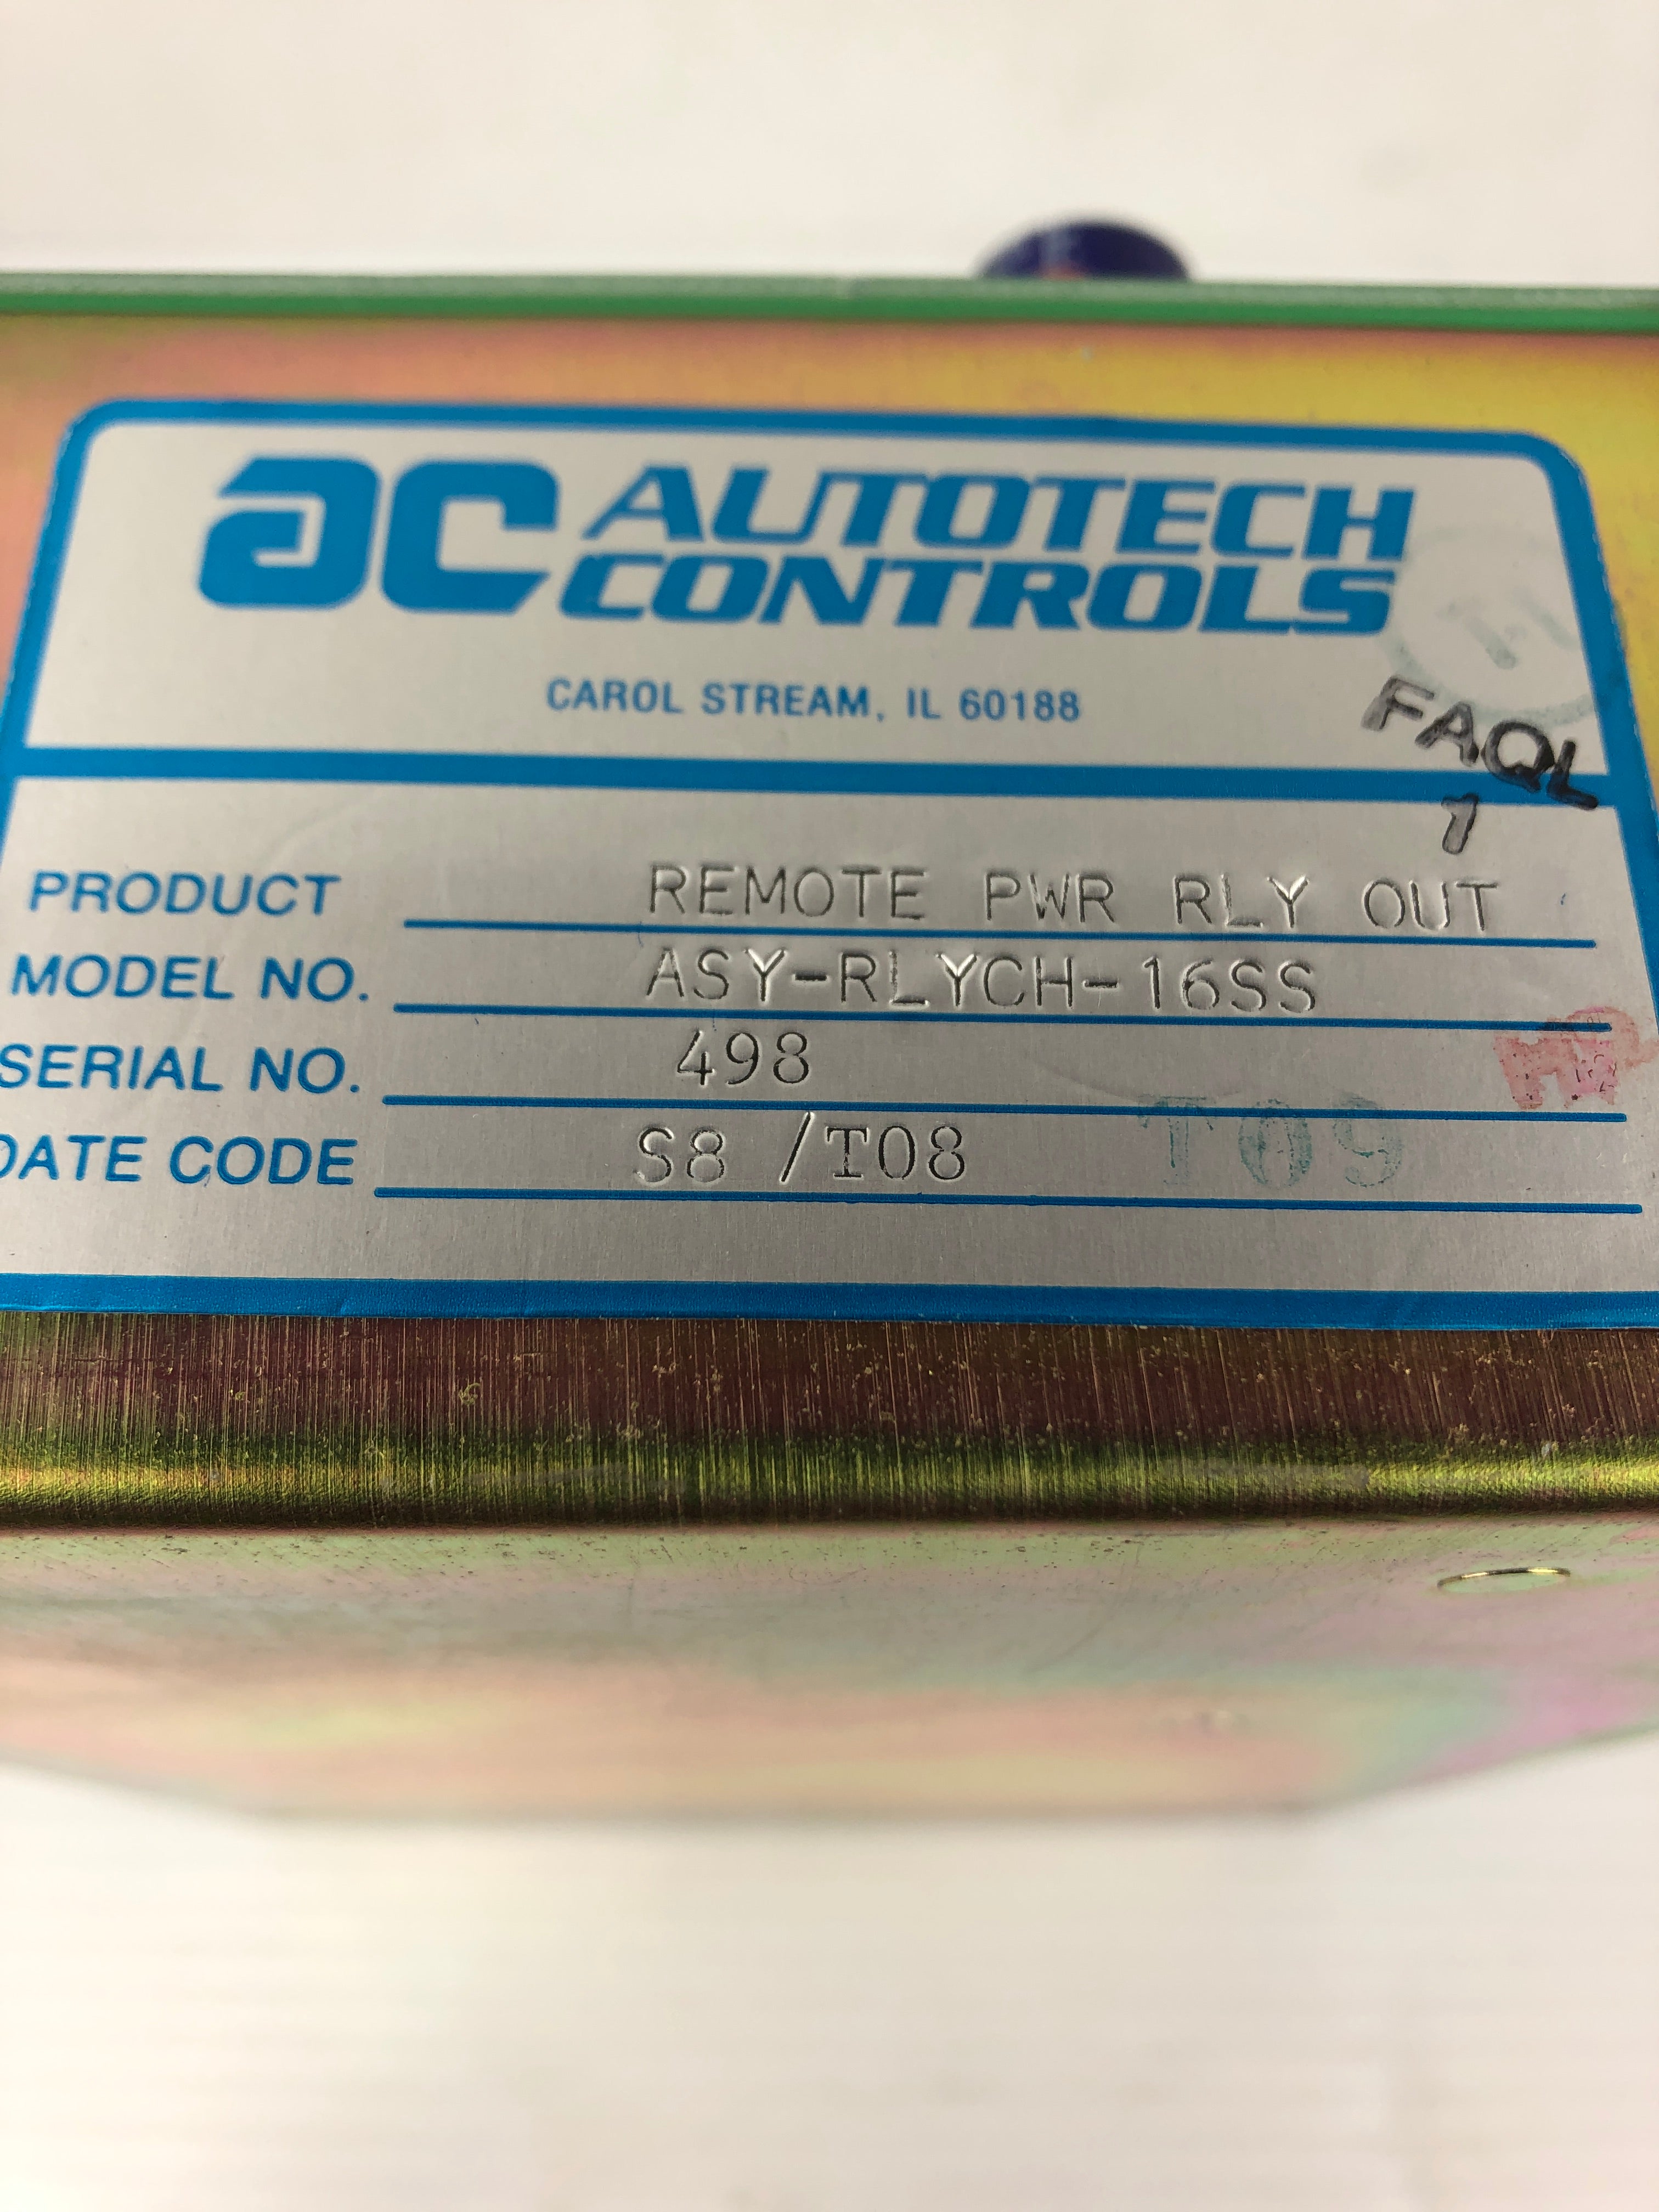 ac AUTOTECH
CONTROLS
CAROL STREAM, IL 60188
FAQL
1
PRODUCT REMOTE PWR RLY OUT
MODEL NO. ASY-RLYCH-16SS
SERIAL NO. 498
DATE CODE S8 /T08 T09